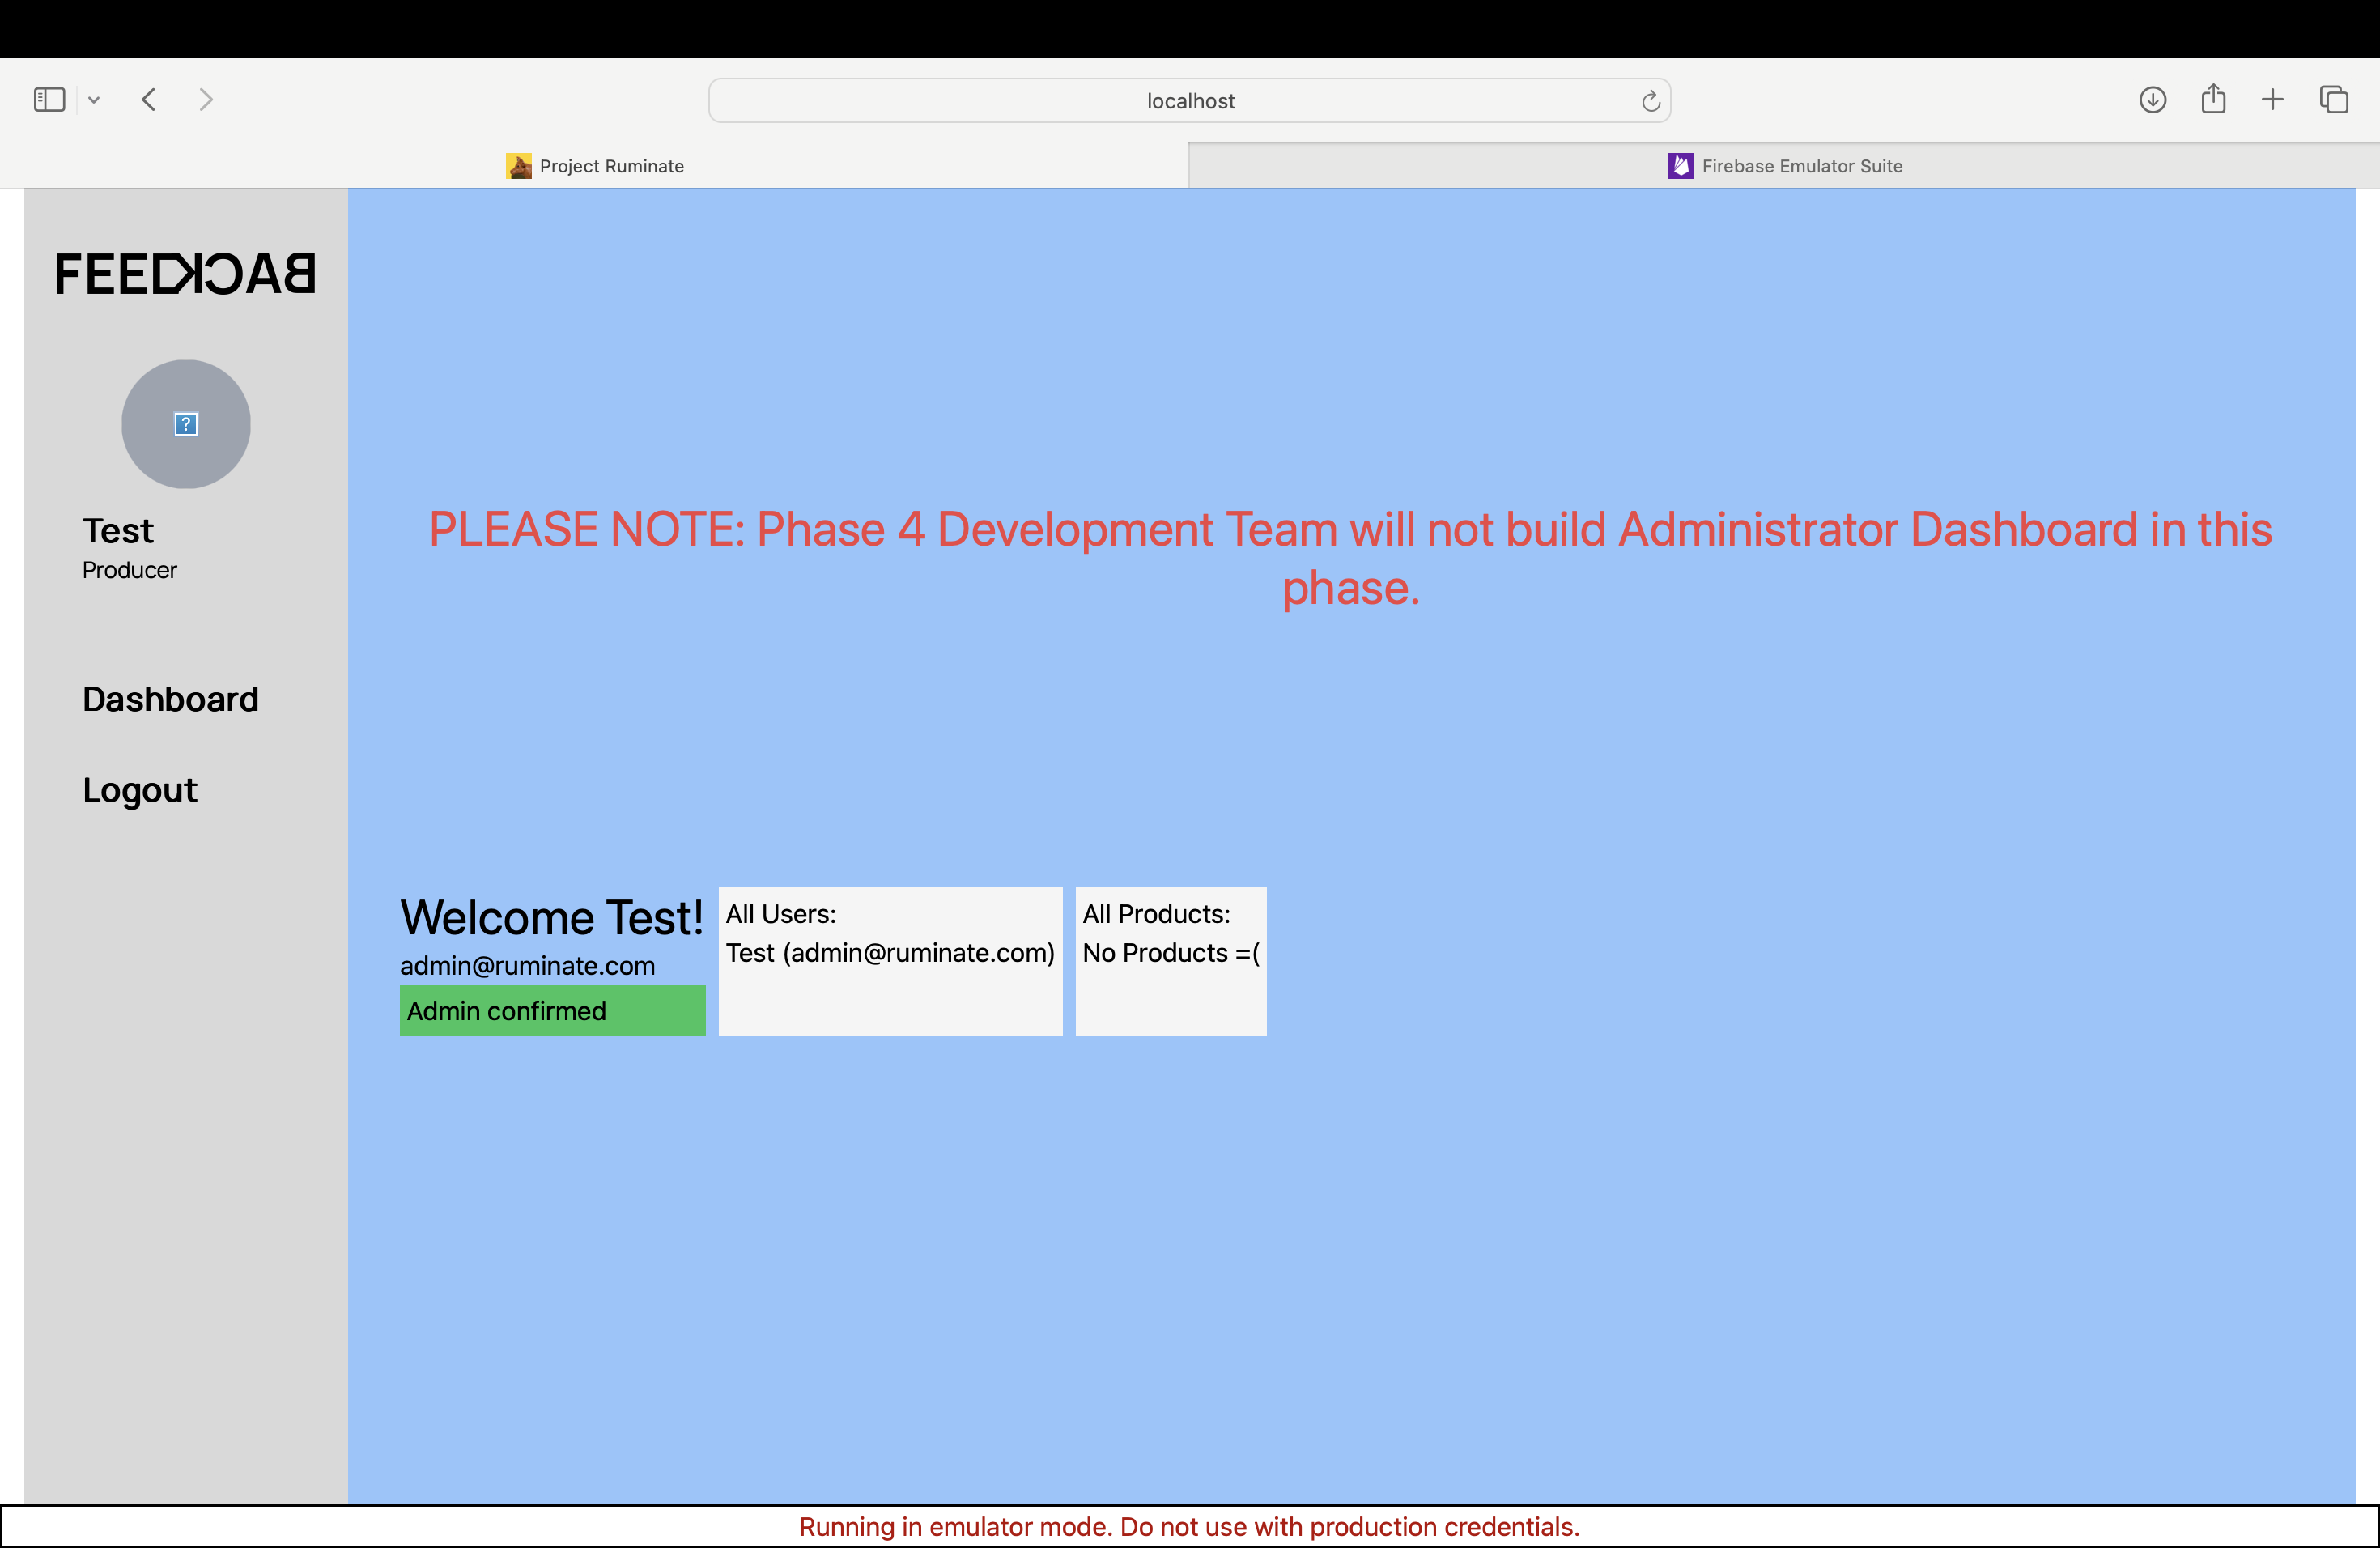 localhost
Project Ruminate
Firebase Emulator Suite
FEEDBACK
Test
Producer
Dashboard
Logout
PLEASE NOTE: Phase 4 Development Team will not build Administrator Dashboard in this
phase.
Welcome Test!
admin@ruminate.com
Admin confirmed
All Users:
Test (admin@ruminate.com)
All Products:
No Products =(
Running in emulator mode. Do not use with production credentials.